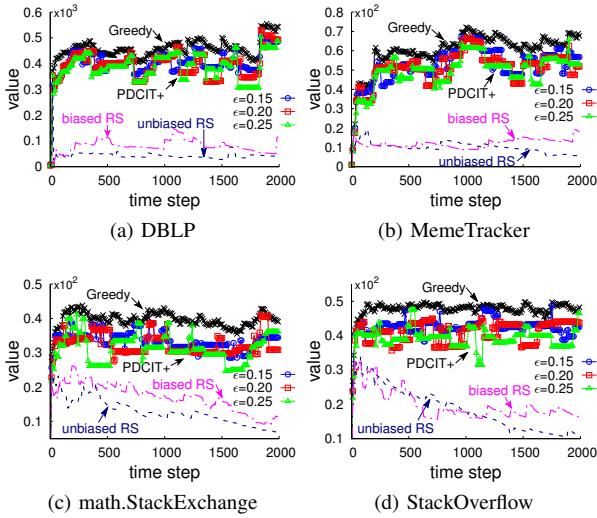 x10³
x10²
0.6
0.5
0.4
0.3
0.2
0.1
0
value
Greedy
PDCIT+
ϵ=0.15
ϵ=0.20
ϵ=0.25
biased RS
unbiased RS
0 500 1000 1500 2000
time step
(a) DBLP
0.8
0.7
0.6
0.5
0.4
0.3
0.2
0.1
0
value
Greedy
PDCIT+
ϵ=0.15
ϵ=0.20
ϵ=0.25
biased RS
unbiased RS
0 500 1000 1500 2000
time step
(b) MemeTracker
x10²
0.5
0.4
0.3
0.2
0.1
value
Greedy
PDCIT+
ϵ=0.15
ϵ=0.20
ϵ=0.25
biased RS
unbiased RS
0 500 1000 1500 2000
time step
(c) math.StackExchange
x10²
0.6
0.5
0.4
0.3
0.2
0.1
value
Greedy
PDCIT+
ϵ=0.15
ϵ=0.20
ϵ=0.25
biased RS
unbiased RS
0 500 1000 1500 2000
time step
(d) StackOverflow